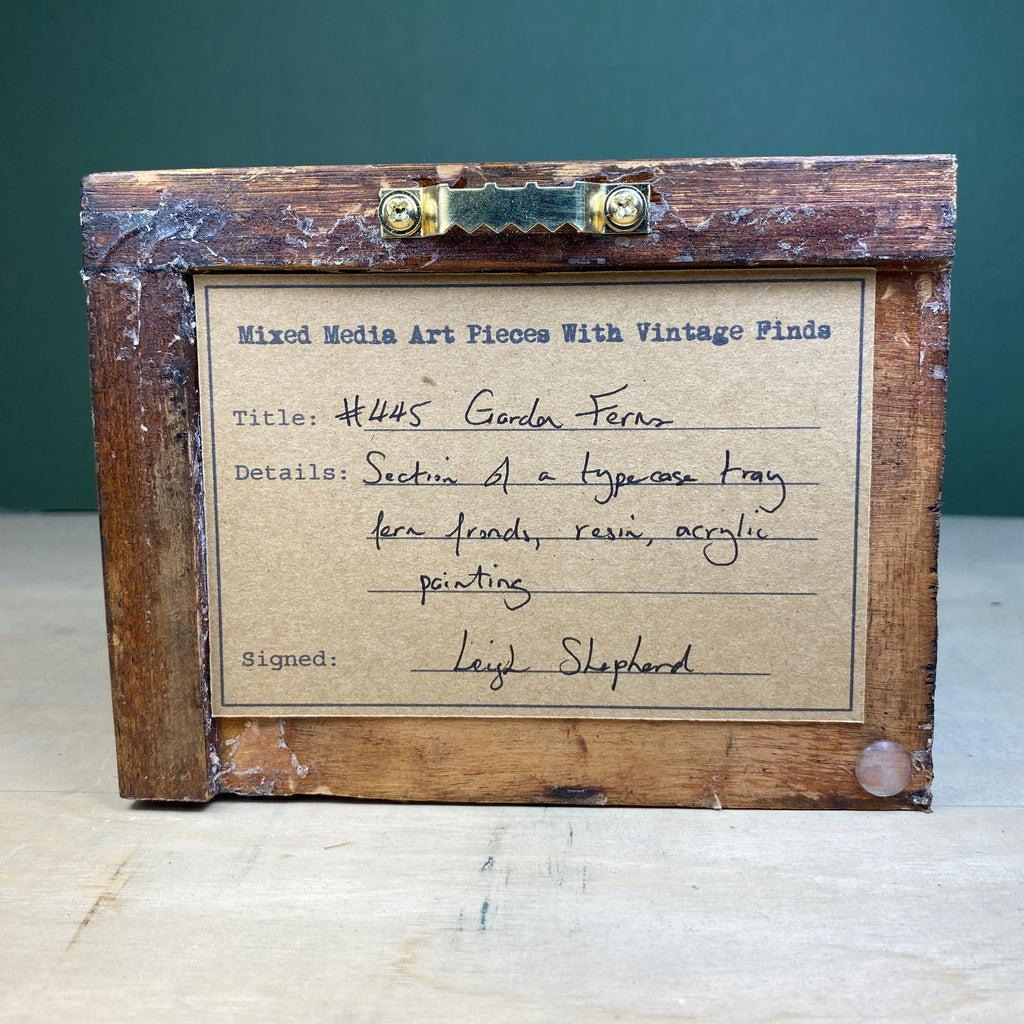 Mixed Media Art Pieces With Vintage Finds
Title: #445 Garden Ferns
Details: Section of a typecase tray
fern fronds, resin, acrylic
painting
Signed: Leigh Shepherd